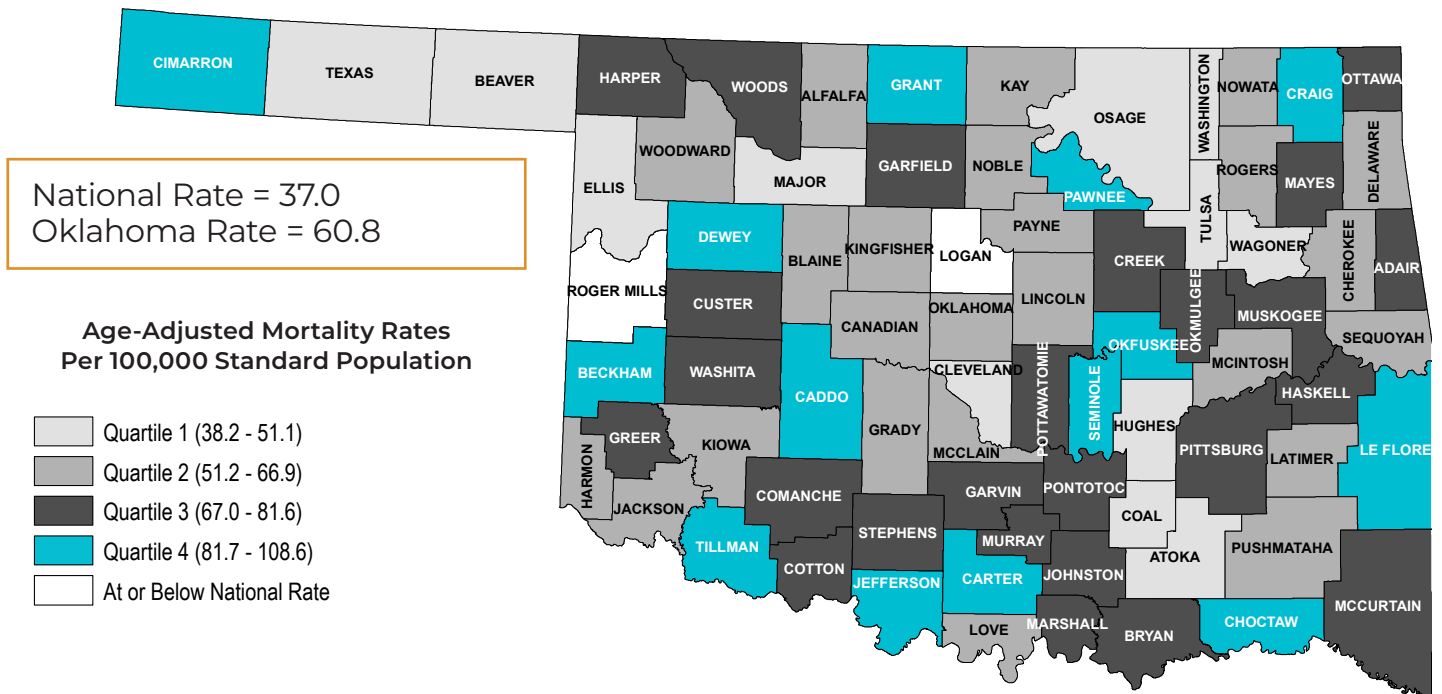 CIMARRON
TEXAS
BEAVER
HARPER
WOODS
ALFALFA
GRANT
KAY
OSAGE
WASHINGTON
NOWATA
CRAIG
OTTAWA
WOODWARD
ELLIS
MAJOR
GARFIELD
NOBLE
PAWNEE
ROGERS
MAYES
DELAWARE
National Rate = 37.0
Oklahoma Rate = 60.8
DEWEY
BLAINE
KINGFISHER
LOGAN
PAYNE
CREEK
TULSA
WAGONER
CHEROKEE
ADAIR
ROGER MILLS
CUSTER
CANADIAN
OKLAHOMA
LINCOLN
OKMULGEE
MUSKOGEE
SEQUOYAH
Age-Adjusted Mortality Rates
Per 100,000 Standard Population
BECKHAM
WASHITA
CADDO
GRADY
CLEVELAND
POTTAWATOMIE
SEMINOLE
OKFUSKEE
MCINTOSH
HASKELL
Quartile 1 (38.2 - 51.1)
Quartile 2 (51.2 - 66.9)
Quartile 3 (67.0 - 81.6)
Quartile 4 (81.7 - 108.6)
At or Below National Rate
HARMON
GREER
KIOWA
MCCLAIN
HUGHES
PITTSBURG
LATIMER
LE FLORE
JACKSON
COMANCHE
GARVIN
PONTOTOC
COAL
TILLMAN
COTTON
STEPHENS
MURRAY
ATOKA
PUSHMATAHA
JEFFERSON
CARTER
JOHNSTON
MCCURTAIN
LOVE
MARSHALL
BRYAN
CHOCTAW